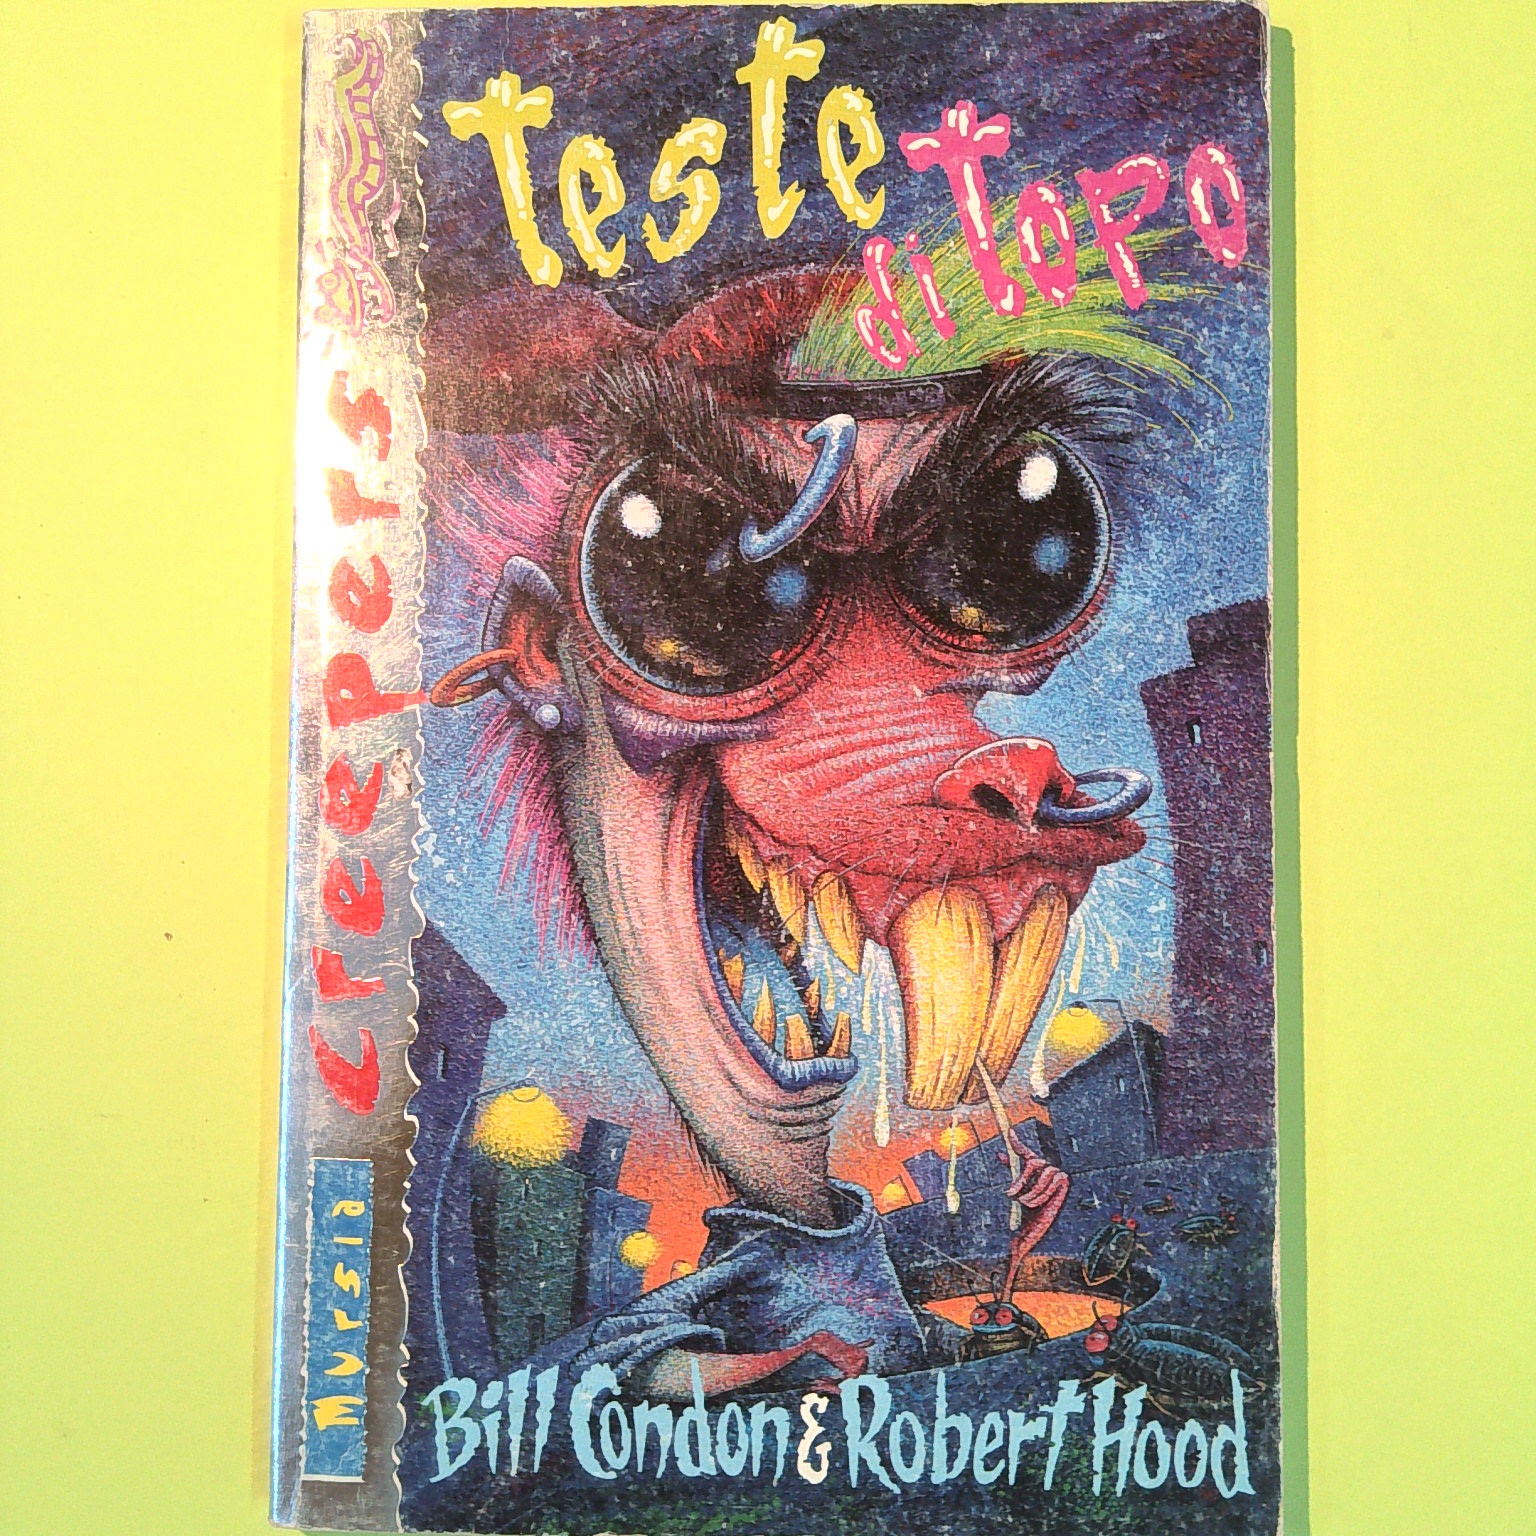 Teste
di Topo
creepers
Mursia
Bill Condon & Robert Hood